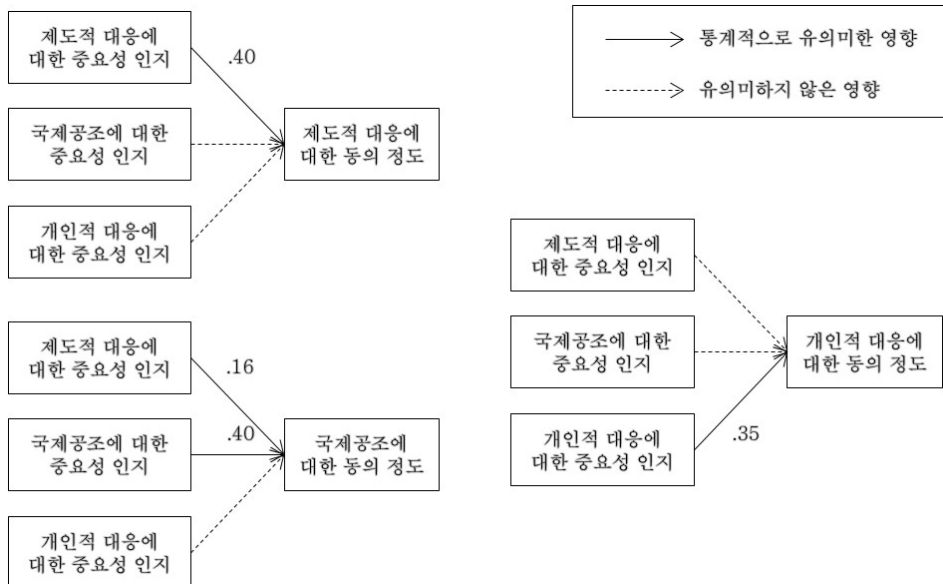 제도적 대응에
대한 중요성 인지
.40
국제공조에 대한
중요성 인지
제도적 대응에
대한 동의 정도
개인적 대응에
대한 중요성 인지
통계적으로 유의미한 영향
유의미하지 않은 영향
제도적 대응에
대한 중요성 인지
.16
국제공조에 대한
중요성 인지
.40
국제공조에
대한 동의 정도
개인적 대응에
대한 중요성 인지
제도적 대응에
대한 중요성 인지
국제공조에 대한
중요성 인지
개인적 대응에
대한 동의 정도
개인적 대응에
대한 중요성 인지
.35